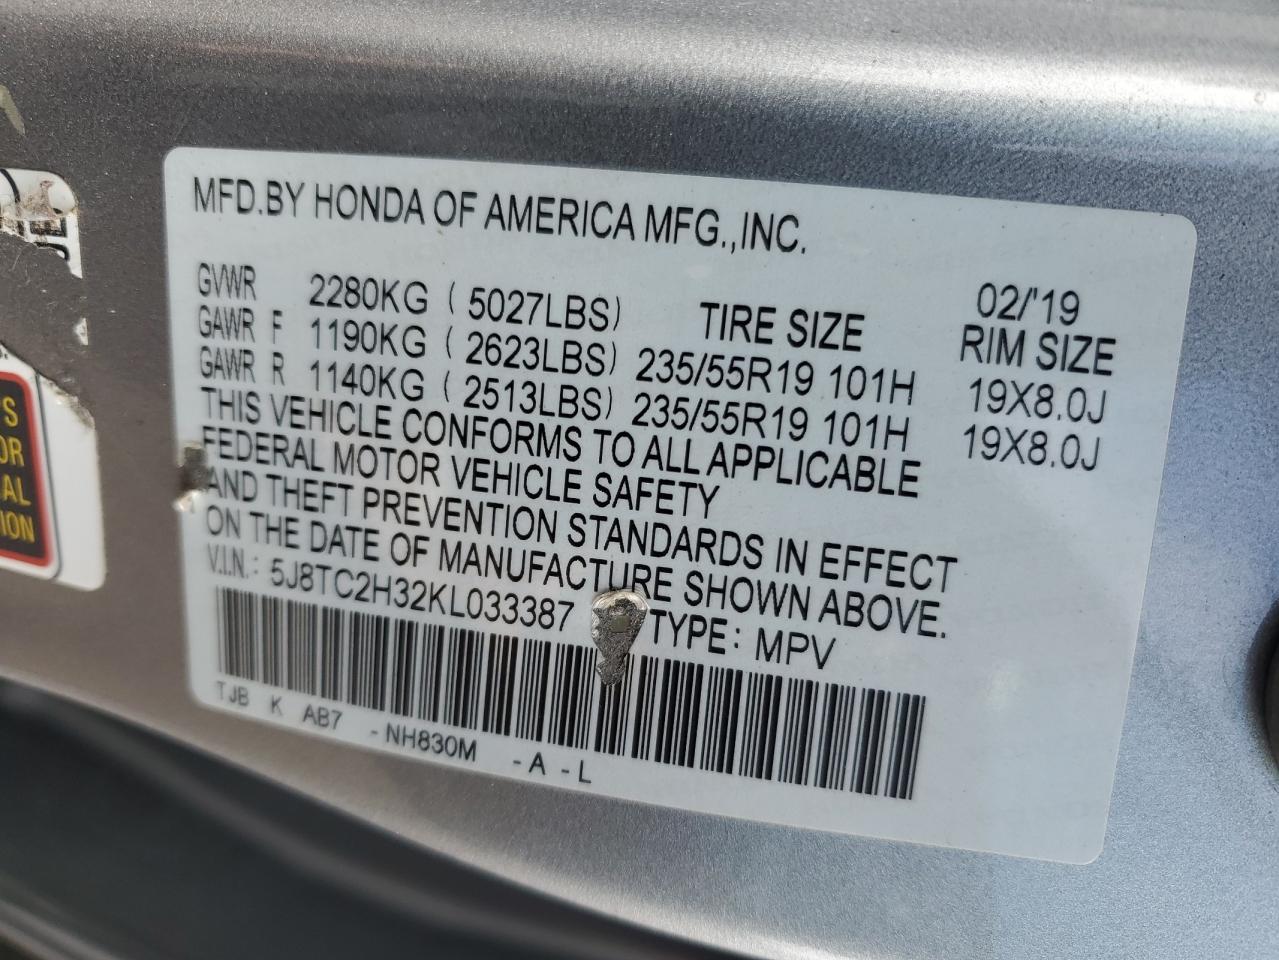 MFD.BY HONDA OF AMERICA MFG.,INC.
GVWR 2280KG ( 5027LBS) TIRE SIZE 02/'19 RIM SIZE
GAWR F 1190KG ( 2623LBS) 235/55R19 101H 19X8.0J
GAWR R 1140KG ( 2513LBS) 235/55R19 101H 19X8.0J
THIS VEHICLE CONFORMS TO ALL APPLICABLE
FEDERAL MOTOR VEHICLE SAFETY
AND THEFT PREVENTION STANDARDS IN EFFECT
ON THE DATE OF MANUFACTURE SHOWN ABOVE.
V.I.N.: 5J8TC2H32KL033387 TYPE: MPV
TJB K AB7 -NH830M -A -L